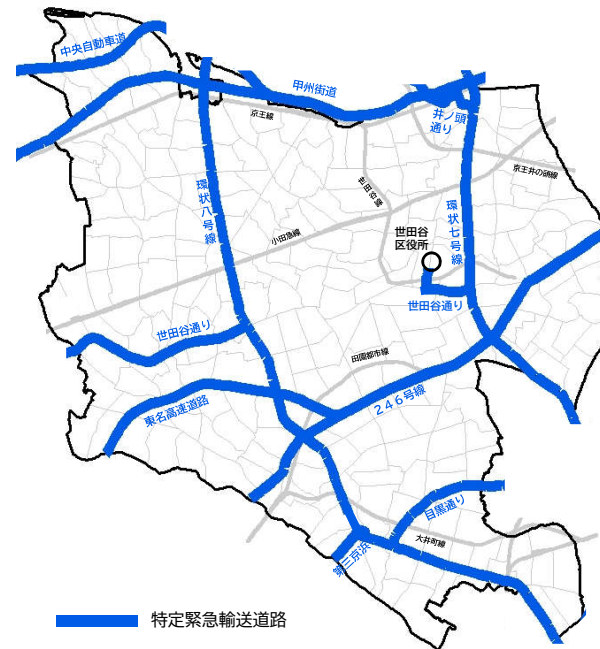 中央自動車道
甲州街道
京王線
井ノ頭
通り
京王井の頭線
環状八号線
世田谷線
環状七号線
世田谷
区役所
小田急線
世田谷通り
世田谷通り
田園都市線
246号線
東名高速道路
目黒通り
大井町線
第三京浜
特定緊急輸送道路